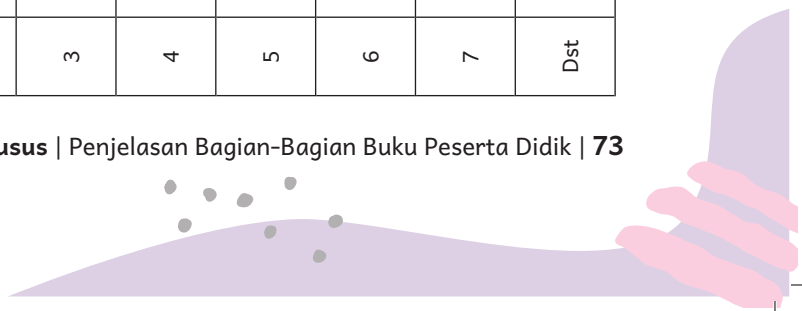 3 4 5 6 7 Dst
usus | Penjelasan Bagian-Bagian Buku Peserta Didik | 73